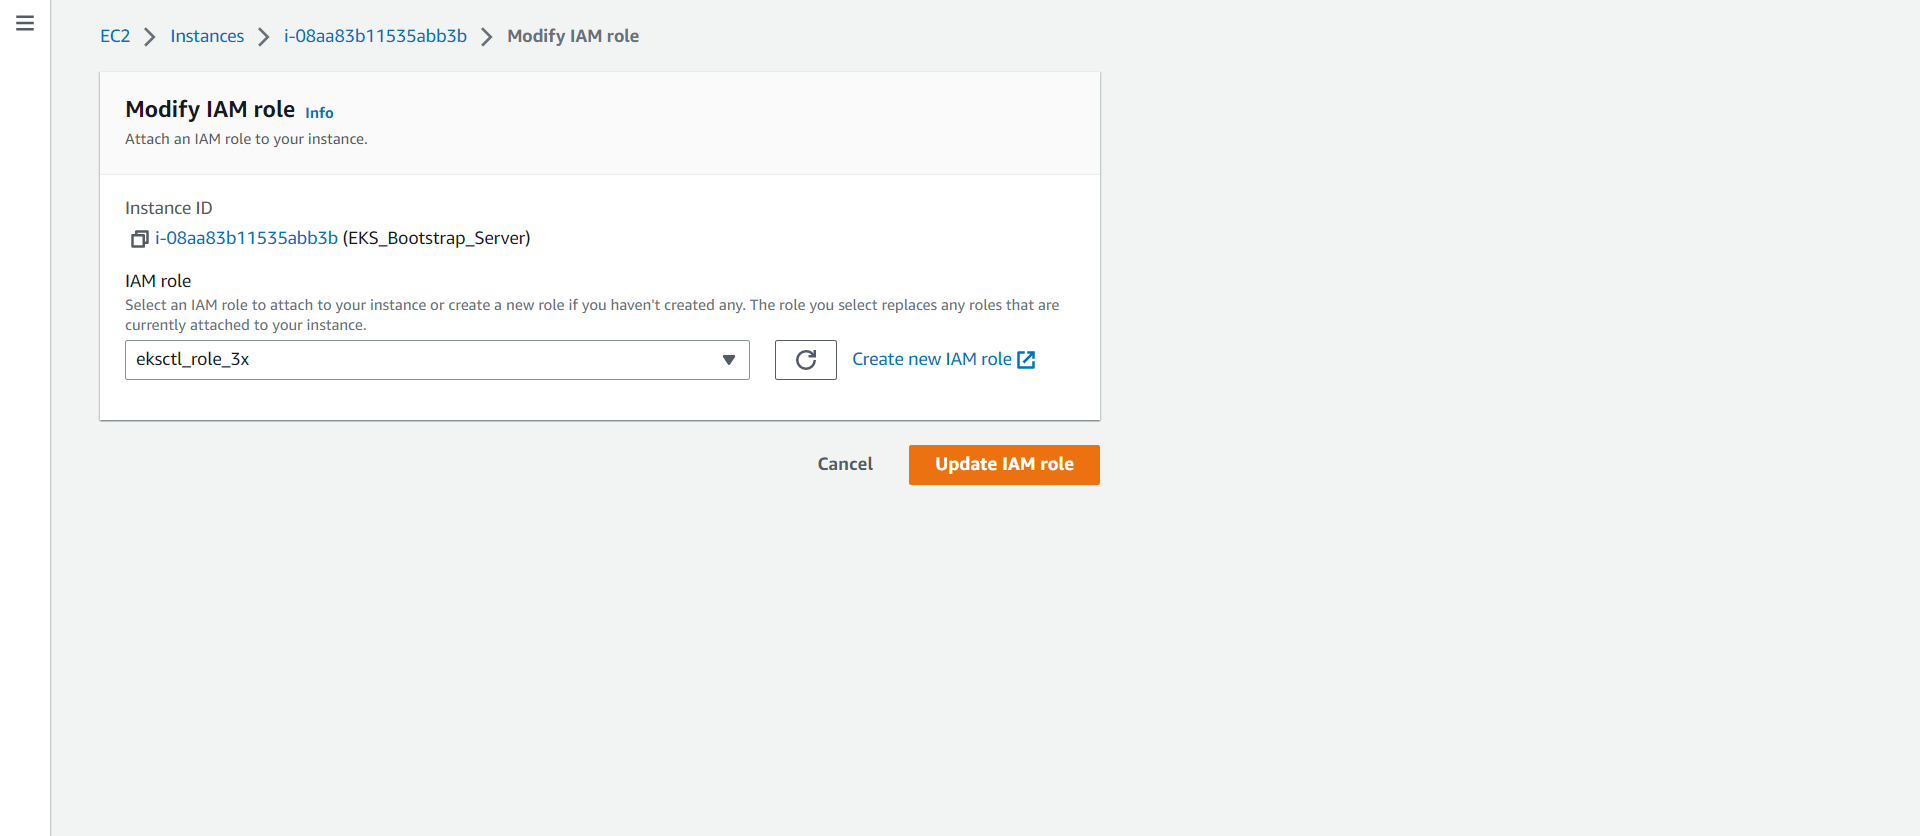 EC2 Instances i-08aa83b11535abb3b Modify IAM role
Modify IAM role Info
Attach an IAM role to your instance.
Instance ID
i-08aa83b11535abb3b (EKS_Bootstrap_Server)
IAM role
Select an IAM role to attach to your instance or create a new role if you haven't created any. The role you select replaces any roles that are
currently attached to your instance.
eksctl_role_3x Create new IAM role
Cancel Update IAM role